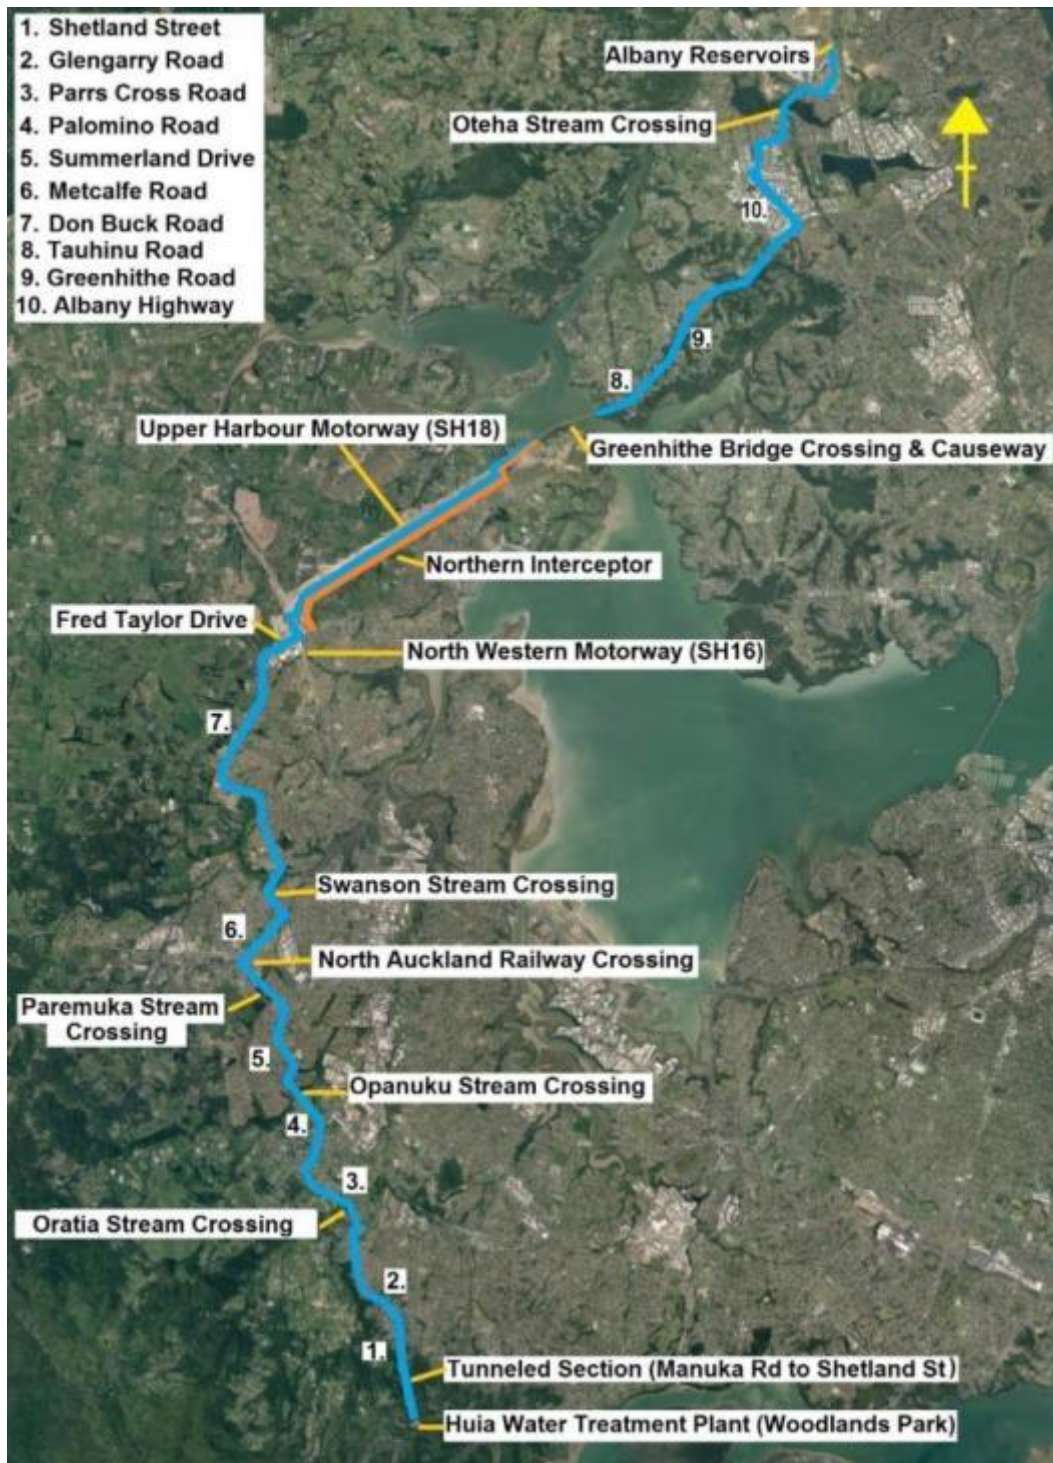 1. Shetland Street
2. Glengarry Road
3. Parrs Cross Road
4. Palomino Road
5. Summerland Drive
6. Metcalfe Road
7. Don Buck Road
8. Tauhinu Road
9. Greenhithe Road
10. Albany Highway
Albany Reservoirs
Oteha Stream Crossing
10.
9.
8.
Upper Harbour Motorway (SH18)
Greenhithe Bridge Crossing & Causeway
Northern Interceptor
Fred Taylor Drive
North Western Motorway (SH16)
7.
Swanson Stream Crossing
6.
North Auckland Railway Crossing
Paremuka Stream
Crossing
5.
Opanuku Stream Crossing
4.
3.
Oratia Stream Crossing
2.
1.
Tunneled Section (Manuka Rd to Shetland St)
Huia Water Treatment Plant (Woodlands Park)